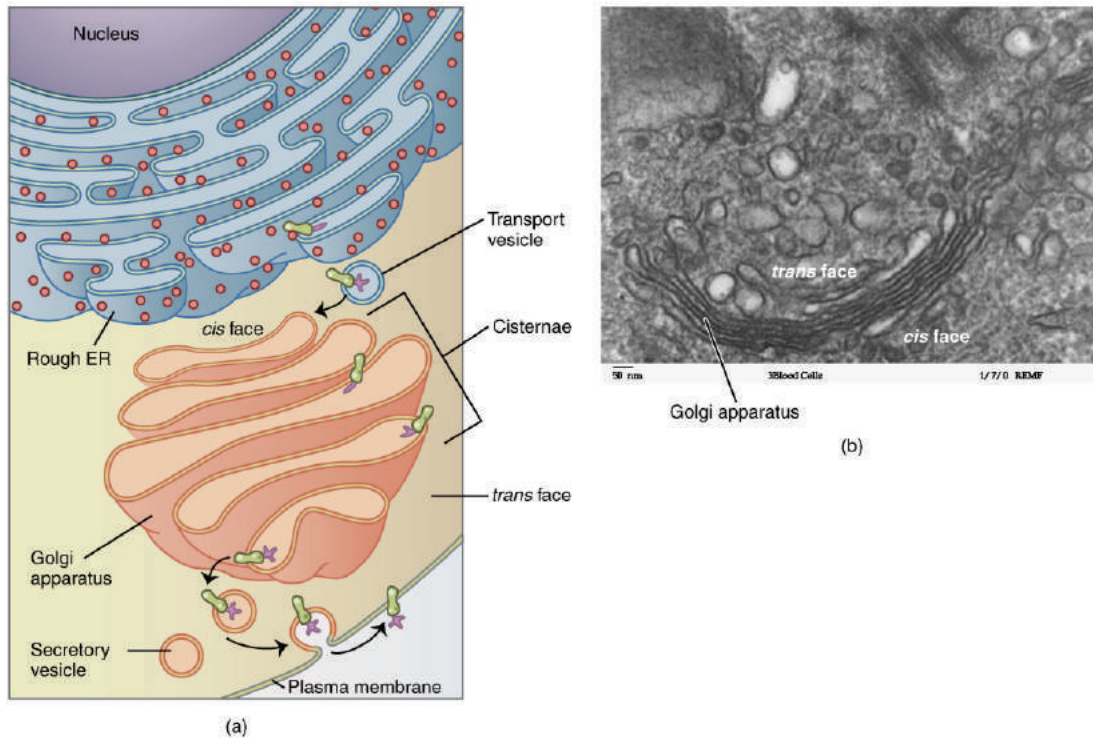 Nucleus
Transport
vesicle
cis face
Cisternae
Rough ER
trans face
Golgi
apparatus
Secretory
vesicle
Plasma membrane
(a)
trans face
cis face
50 nm
3Blood Cells
1/7/0 REMF
Golgi apparatus
(b)